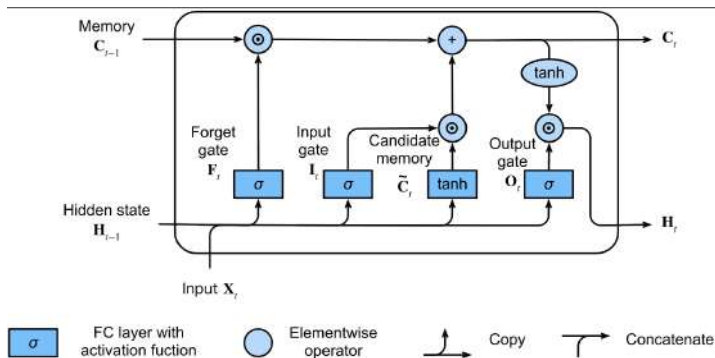 Memory
C_{t-1}
⊙
+
C_t
tanh
Forget
gate
F_t
Input
gate
I_t
⊙
Candidate
memory
C̃_t
Output
gate
O_t
⊙
σ
σ
tanh
σ
Hidden state
H_{t-1}
H_t
Input X_t
σ
FC layer with
activation fuction
Elementwise
operator
Copy
Concatenate